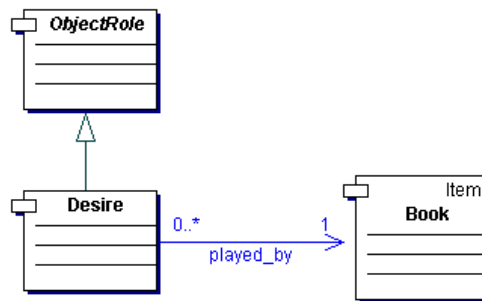 ObjectRole
Desire
0..*
1
played_by
Item
Book